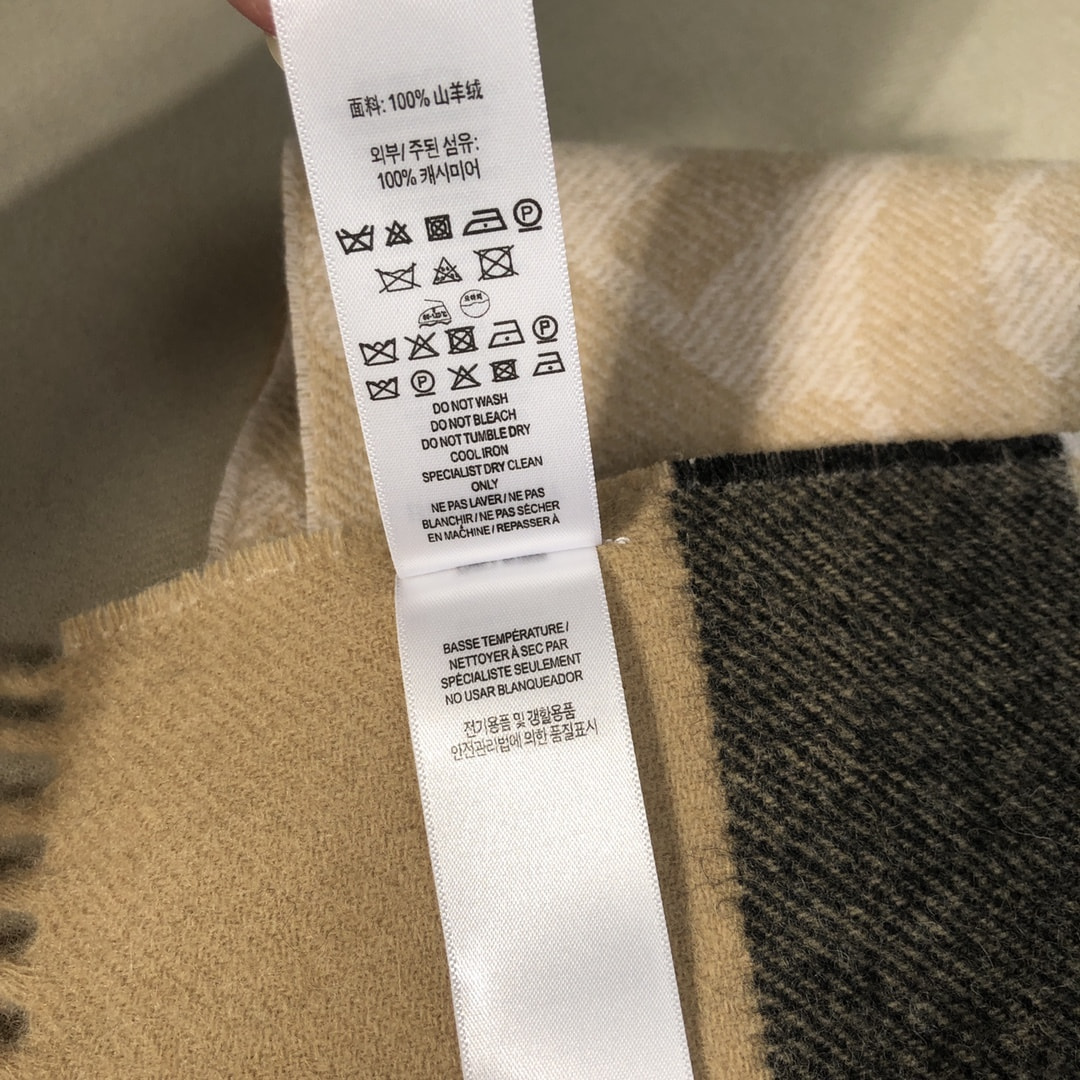 面料: 100% 山羊绒
외부/ 주된 섬유:
100% 캐시미어
P
P
P
DO NOT WASH
DO NOT BLEACH
DO NOT TUMBLE DRY
COOL IRON
SPECIALIST DRY CLEAN
ONLY
NE PAS LAVER / NE PAS
BLANCHIR / NE PAS SÉCHER
EN MACHINE / REPASSER À
BASSE TEMPÉRATURE /
NETTOYER À SEC PAR
SPÉCIALISTE SEULEMENT
NO USAR BLANQUEADOR
전기용품 및 갱활용품
안전관리법에 의한 품질표시